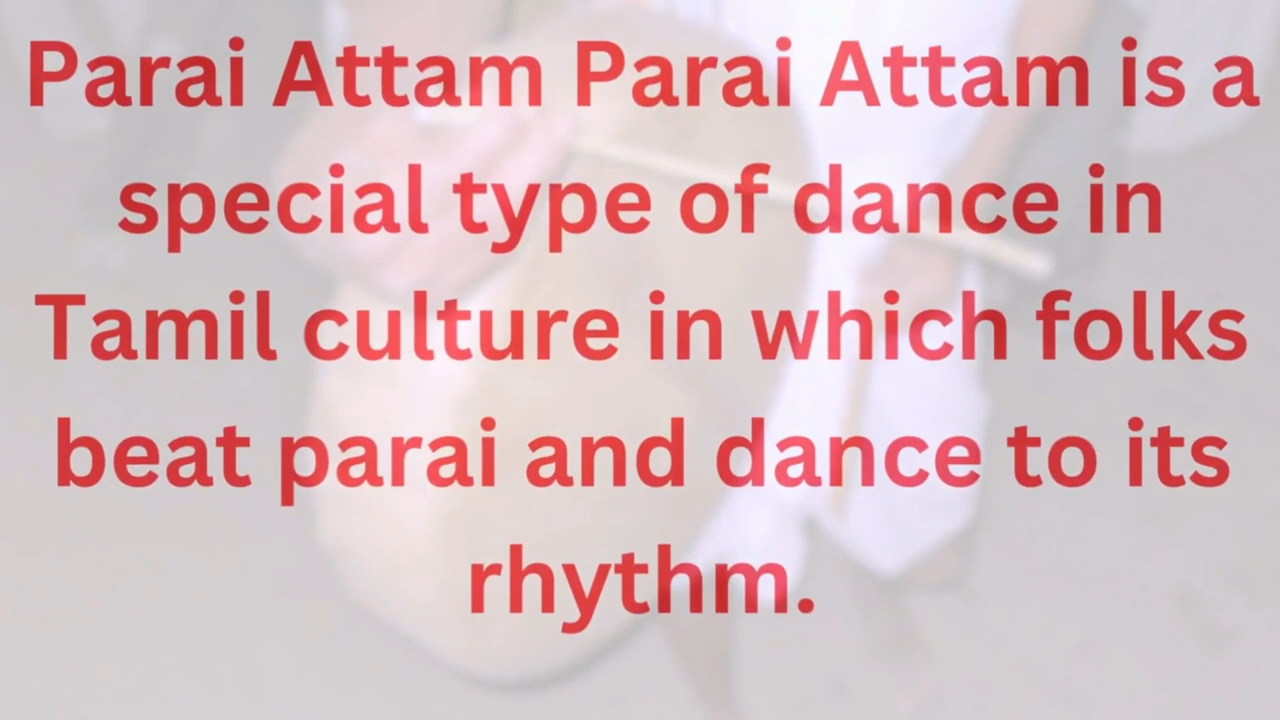 Parai Attam Parai Attam is a
special type of dance in
Tamil culture in which folks
beat parai and dance to its
rhythm.